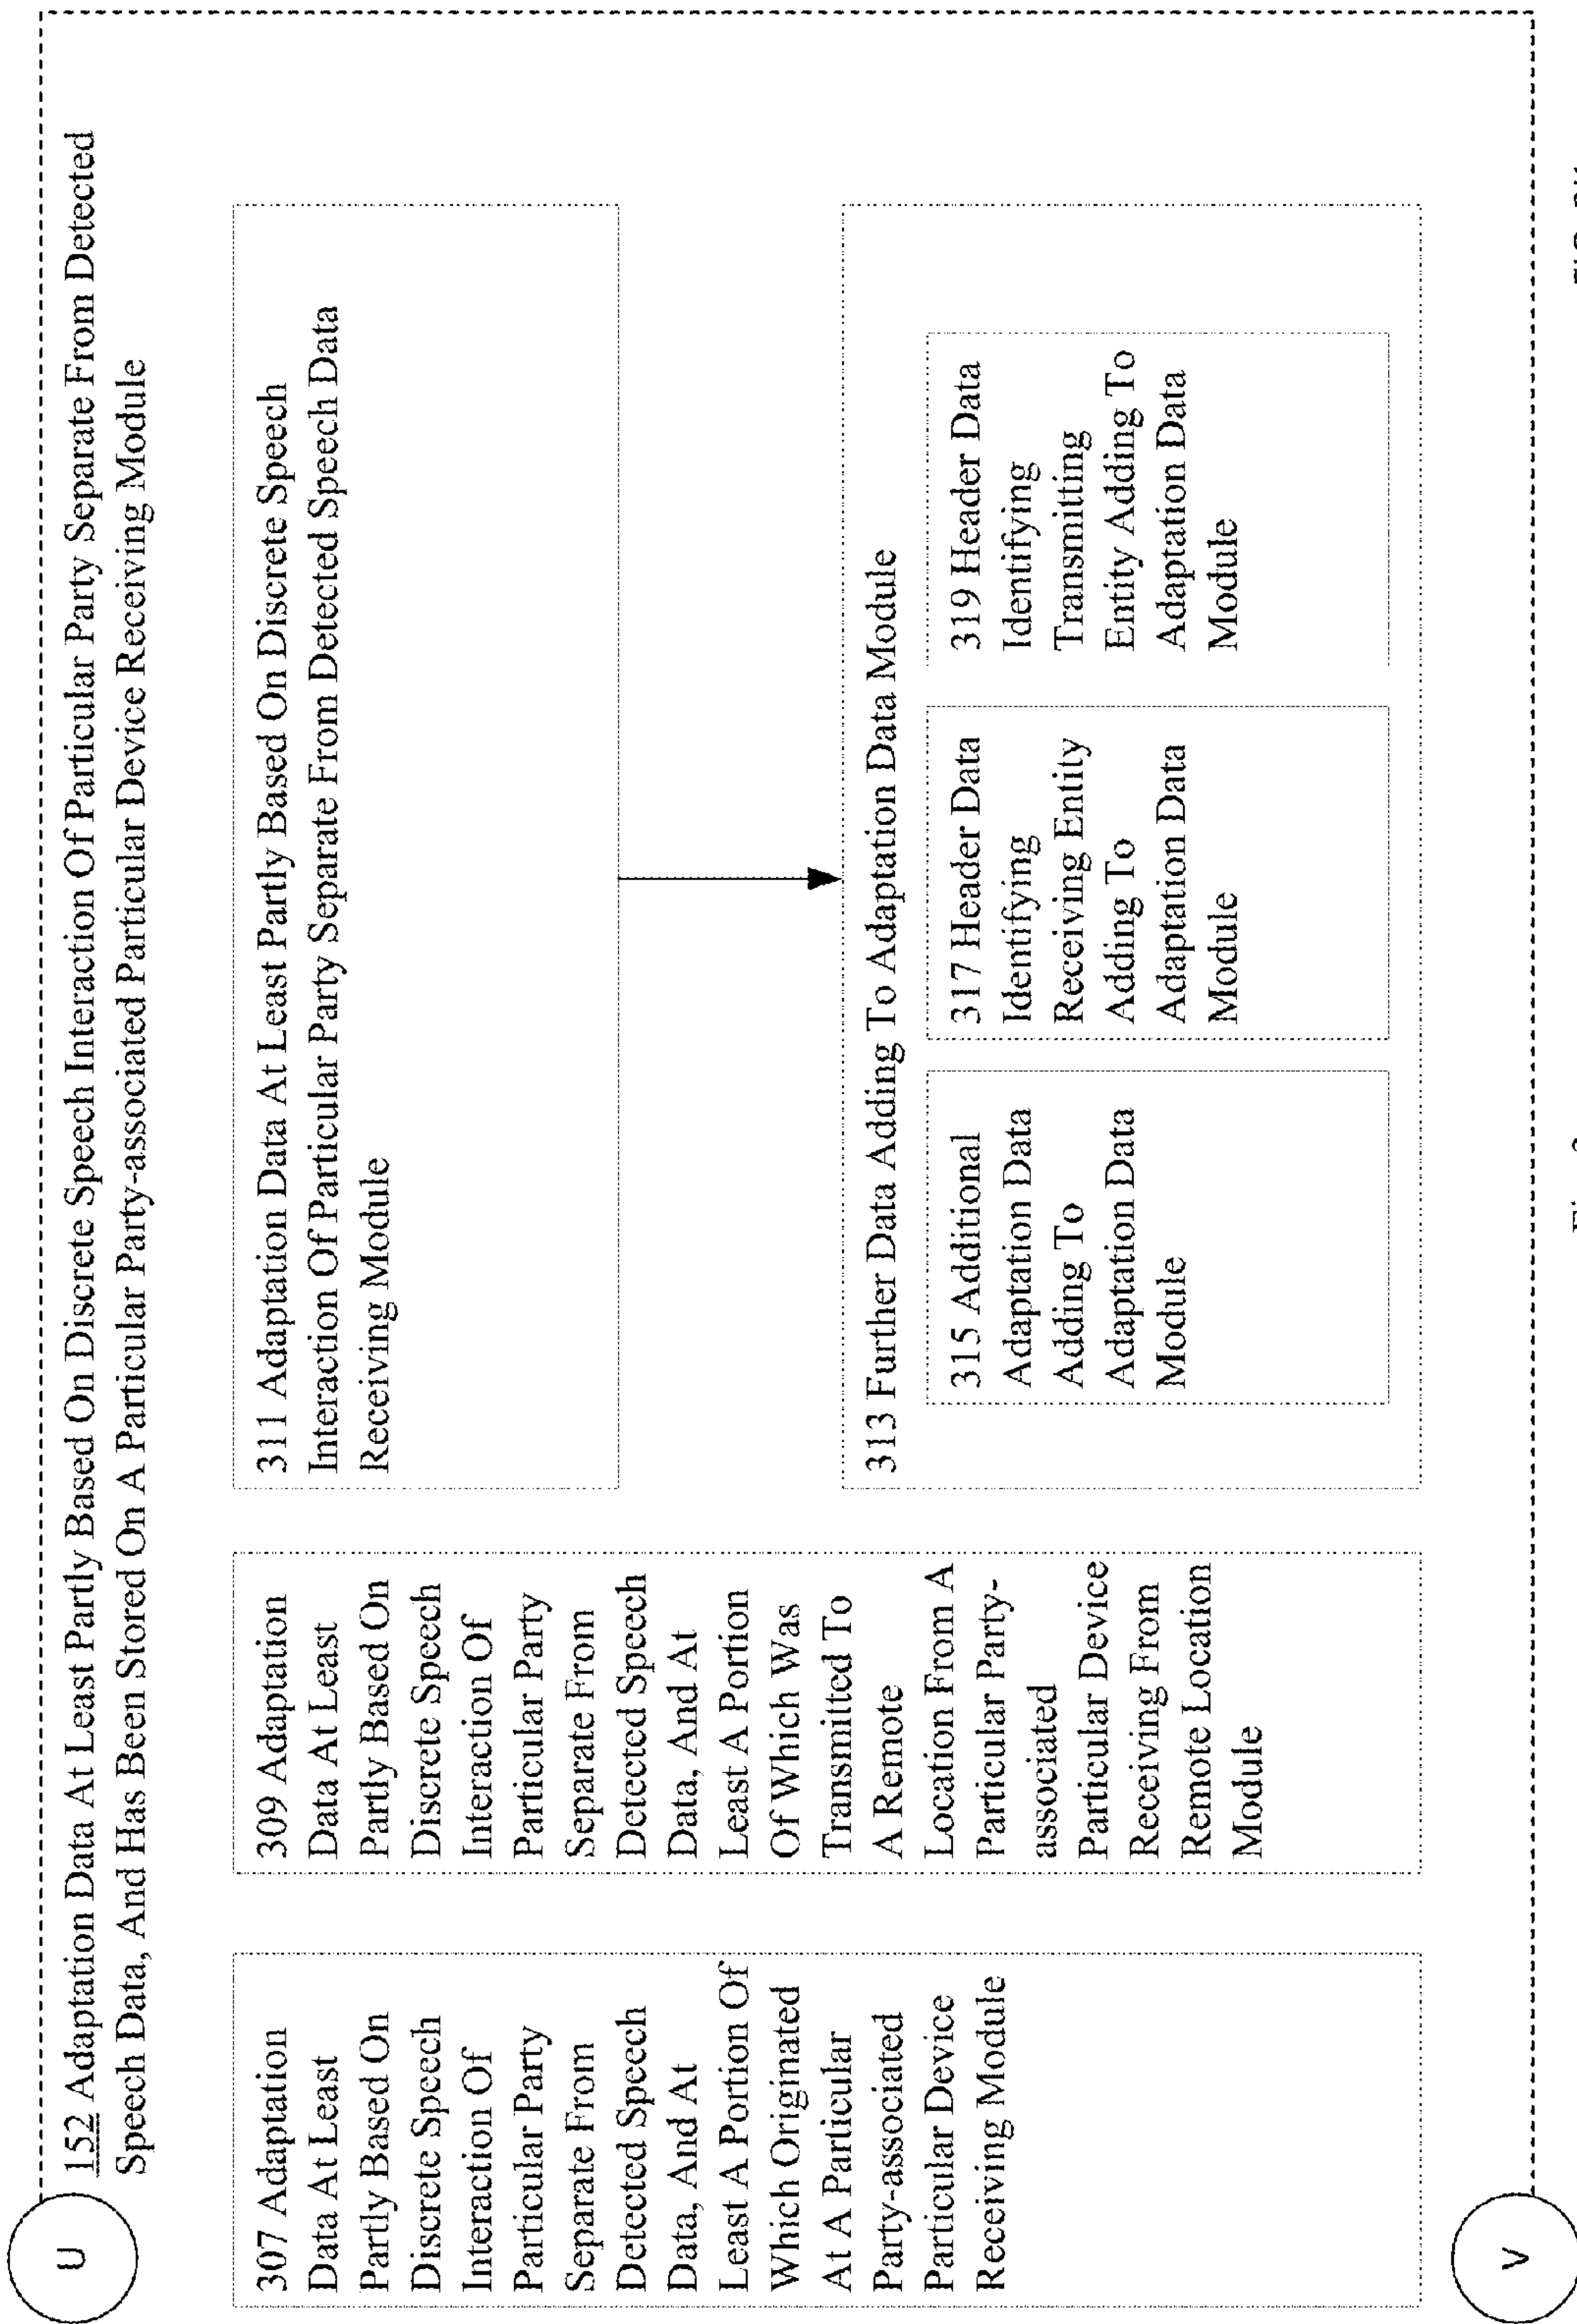 U
152 Adaptation Data At Least Partly Based On Discrete Speech Interaction Of Particular Party Separate From Detected
Speech Data, And Has Been Stored On A Particular Party-associated Particular Device Receiving Module
307 Adaptation
Data At Least
Partly Based On
Discrete Speech
Interaction Of
Particular Party
Separate From
Detected Speech
Data, And At
Least A Portion Of
Which Originated
At A Particular
Party-associated
Particular Device
Receiving Module
309 Adaptation
Data At Least
Partly Based On
Discrete Speech
Interaction Of
Particular Party
Separate From
Detected Speech
Data, And At
Least A Portion
Of Which Was
Transmitted To
A Remote
Location From A
Particular Party-
associated
Particular Device
Receiving From
Remote Location
Module
311 Adaptation Data At Least Partly Based On Discrete Speech
Interaction Of Particular Party Separate From Detected Speech Data
Receiving Module
313 Further Data Adding To Adaptation Data Module
315 Additional
Adaptation Data
Adding To
Adaptation Data
Module
317 Header Data
Identifying
Receiving Entity
Adding To
Adaptation Data
Module
319 Header Data
Identifying
Transmitting
Entity Adding To
Adaptation Data
Module
V